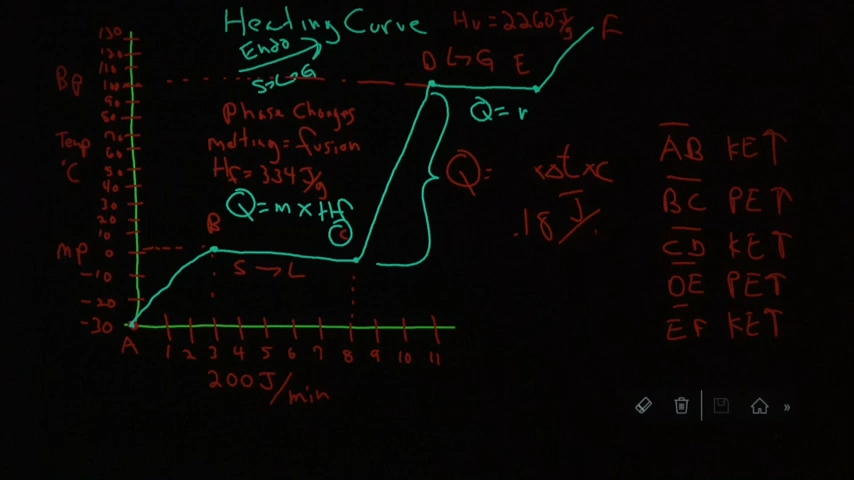 Heating Curve
Endo
S→L→G
Hv = 2260 J/g
130
120
110
100
90
80
70
60
50
40
30
20
10
0
-10
-20
-30
Bp
Temp
°C
mp
Phase Changes
melting = fusion
Hf = 334 J/g
Q = m x Hf
A
B
C
D
E
F
S → L
L→G
Q =
Q = xΔt x c
.18 J/
1 2 3 4 5 6 7 8 9 10 11
200 J/min
AB KE↑
BC PE↑
CD KE↑
DE PE↑
EF KE↑
»